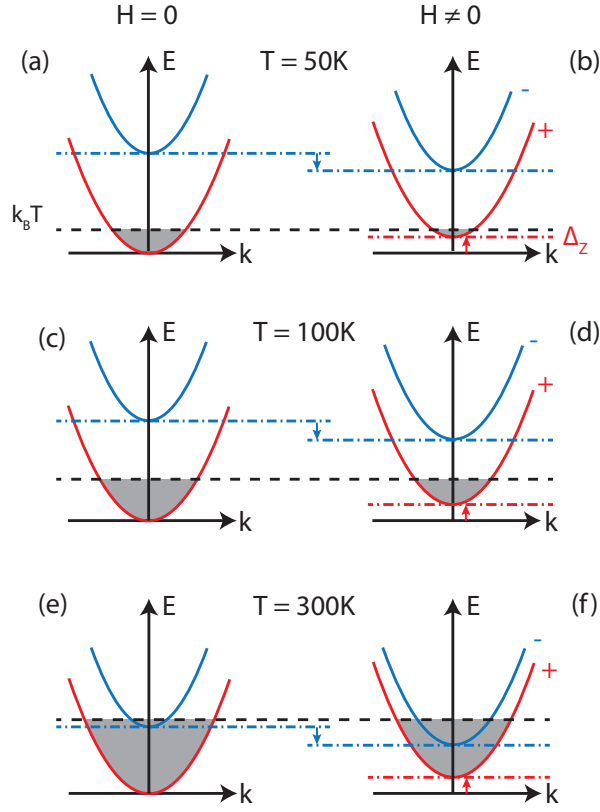 H = 0 H ≠ 0
(a) E T = 50K (b) E
-
+
k_BT
Δ_Z
k k
(c) E T = 100K E (d)
-
+
k k
(e) E T = 300K E (f)
-
+
k k